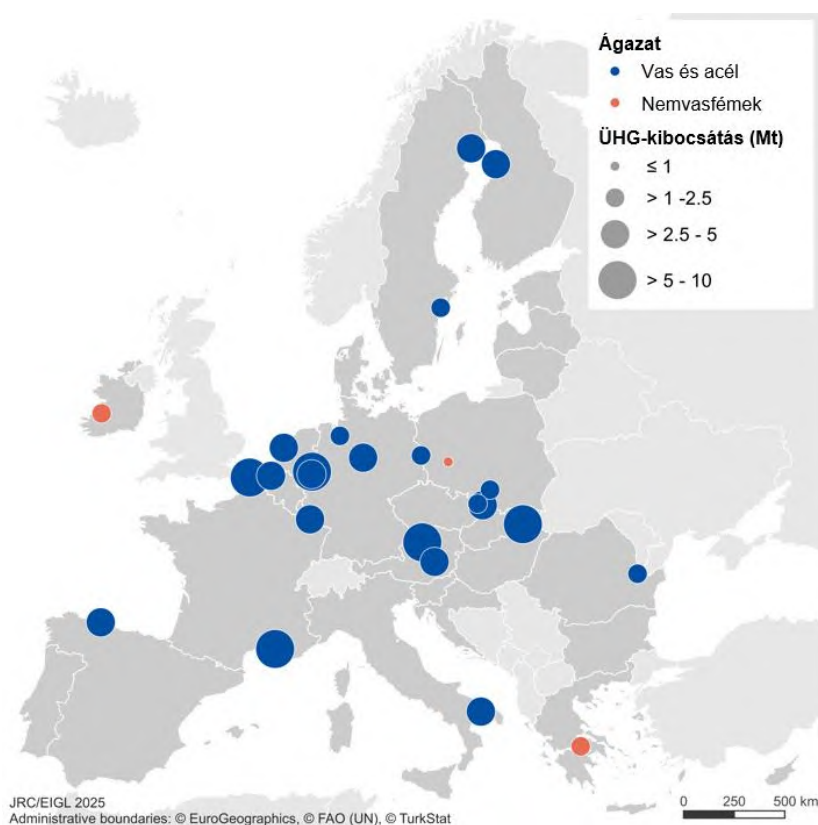 Ágazat
Vas és acél
Nemvasfémek
ÜHG-kibocsátás (Mt)
≤ 1
> 1 -2.5
> 2.5 - 5
> 5 - 10
JRC/EIGL 2025
Administrative boundaries: © EuroGeographics, © FAO (UN), © TurkStat
0 250 500 km